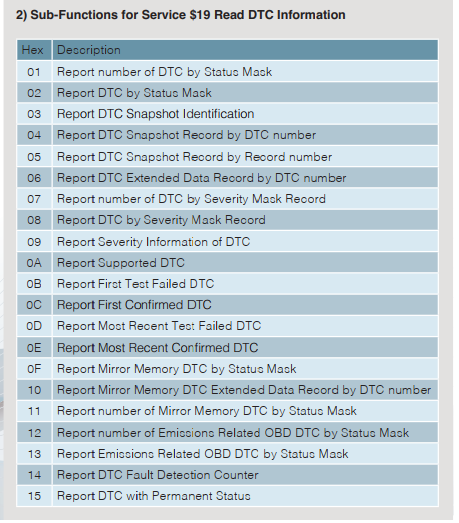 2) Sub-Functions for Service $19 Read DTC Information
Hex Description
01 Report number of DTC by Status Mask
02 Report DTC by Status Mask
03 Report DTC Snapshot Identification
04 Report DTC Snapshot Record by DTC number
05 Report DTC Snapshot Record by Record number
06 Report DTC Extended Data Record by DTC number
07 Report number of DTC by Severity Mask Record
08 Report DTC by Severity Mask Record
09 Report Severity Information of DTC
0A Report Supported DTC
0B Report First Test Failed DTC
0C Report First Confirmed DTC
0D Report Most Recent Test Failed DTC
0E Report Most Recent Confirmed DTC
0F Report Mirror Memory DTC by Status Mask
10 Report Mirror Memory DTC Extended Data Record by DTC number
11 Report number of Mirror Memory DTC by Status Mask
12 Report number of Emissions Related OBD DTC by Status Mask
13 Report Emissions Related OBD DTC by Status Mask
14 Report DTC Fault Detection Counter
15 Report DTC with Permanent Status